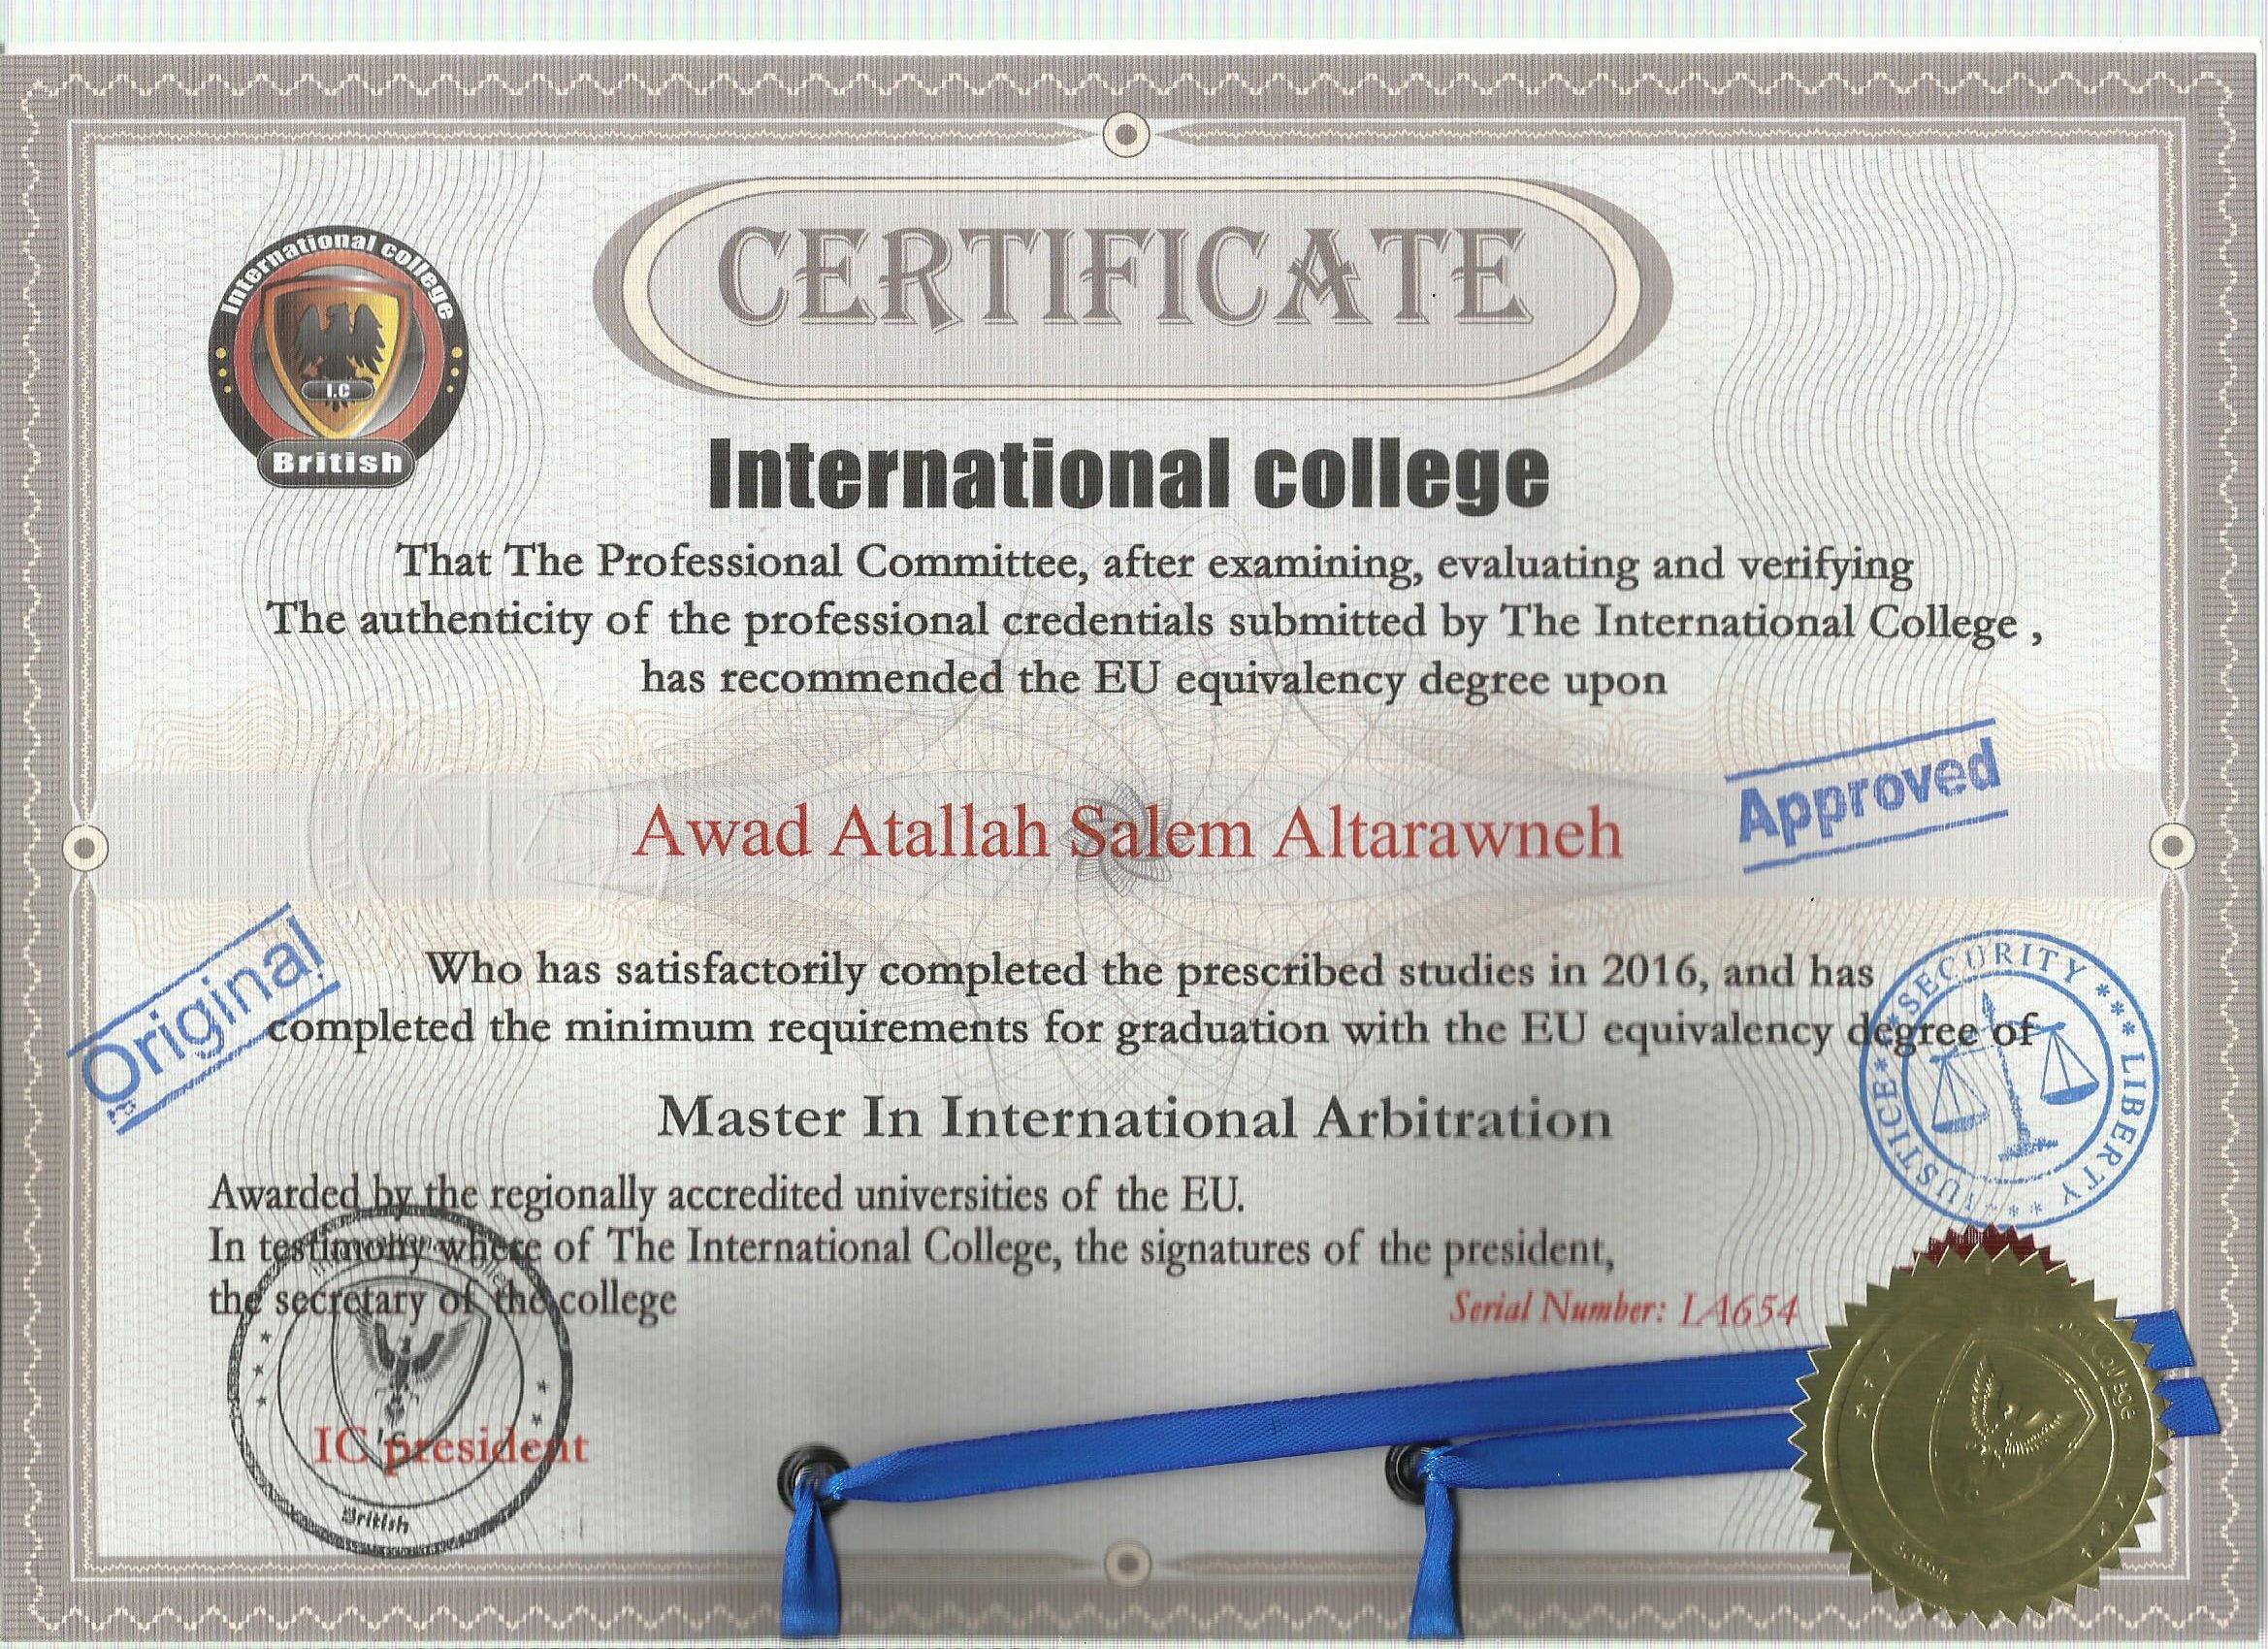 International college
I.C
British
CERTIFICATE
International college
That The Professional Committee, after examining, evaluating and verifying
The authenticity of the professional credentials submitted by The International College ,
has recommended the EU equivalency degree upon
Approved
Awad Atallah Salem Altarawneh
Original
Who has satisfactorily completed the prescribed studies in 2016, and has
completed the minimum requirements for graduation with the EU equivalency degree of
* SECURITY *** LIBERTY *** JUSTICE *
Master In International Arbitration
Awarded by the regionally accredited universities of the EU.
In testimony where of The International College, the signatures of the president,
the secretary of the college
Serial Number: LA654
IC's president
British
College